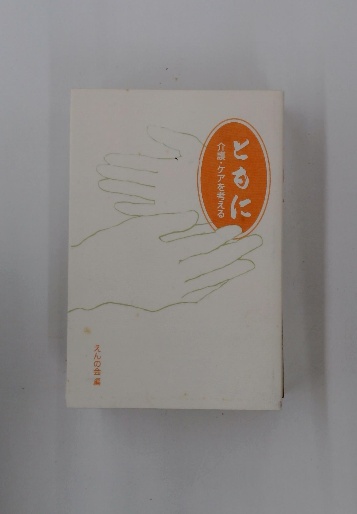 ともに
介護・ケアを考える
えんの会 編